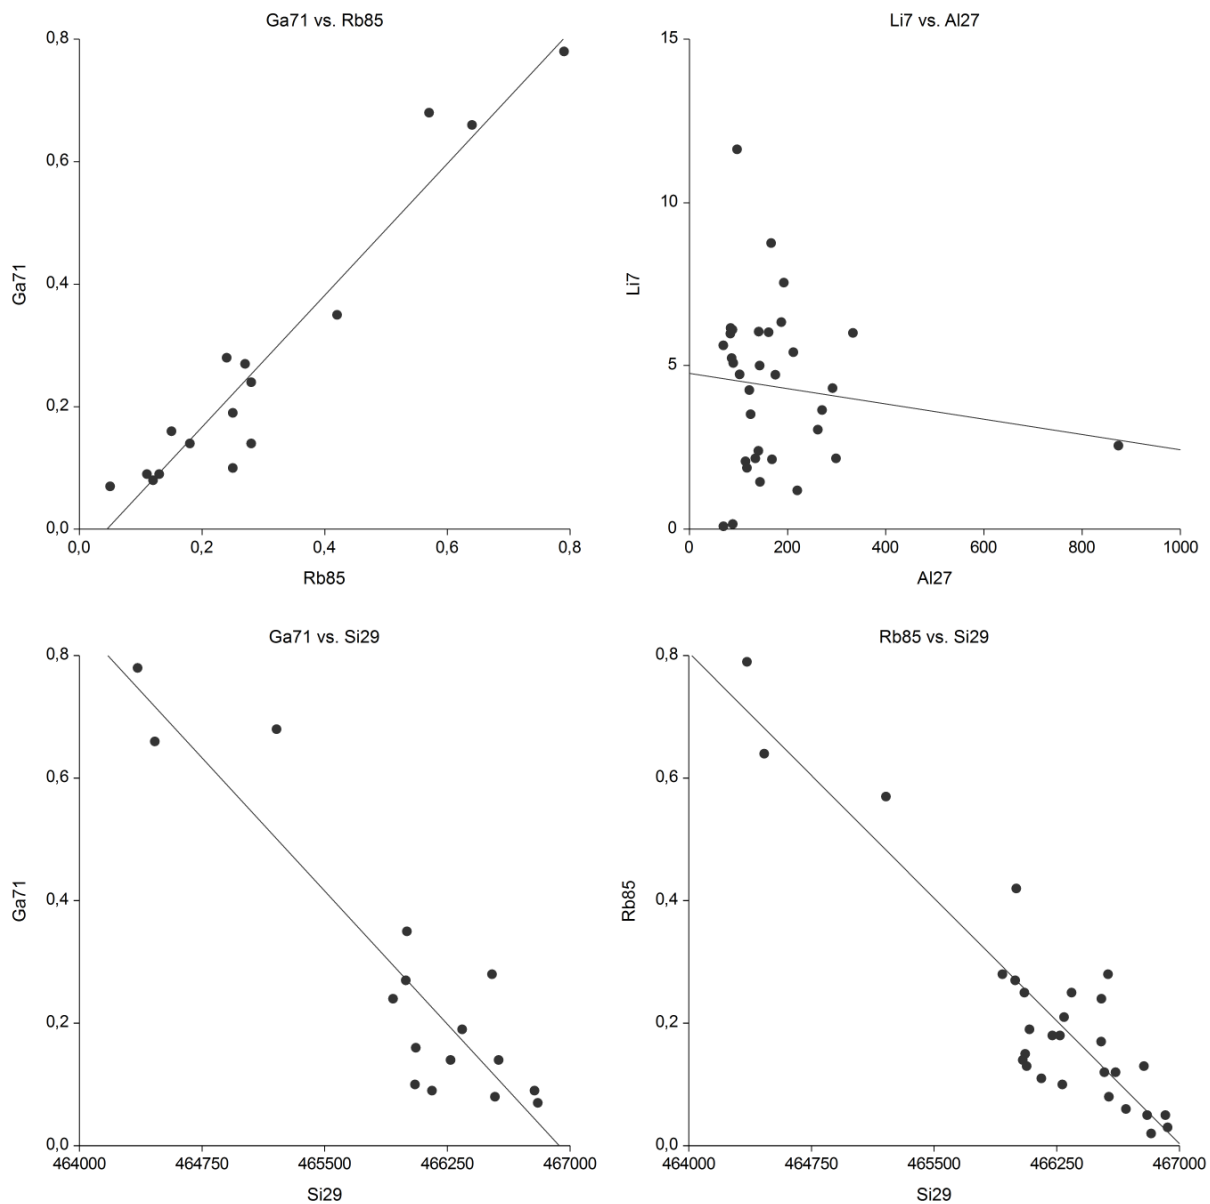 Ga71 vs. Rb85
0,8
0,6
0,4
0,2
0,0
Ga71
0,0 0,2 0,4 0,6 0,8
Rb85
Li7 vs. Al27
15
10
5
0
Li7
0 200 400 600 800 1000
Al27
Ga71 vs. Si29
0,8
0,6
0,4
0,2
0,0
Ga71
464000 464750 465500 466250 467000
Si29
Rb85 vs. Si29
0,8
0,6
0,4
0,2
0,0
Rb85
464000 464750 465500 466250 467000
Si29